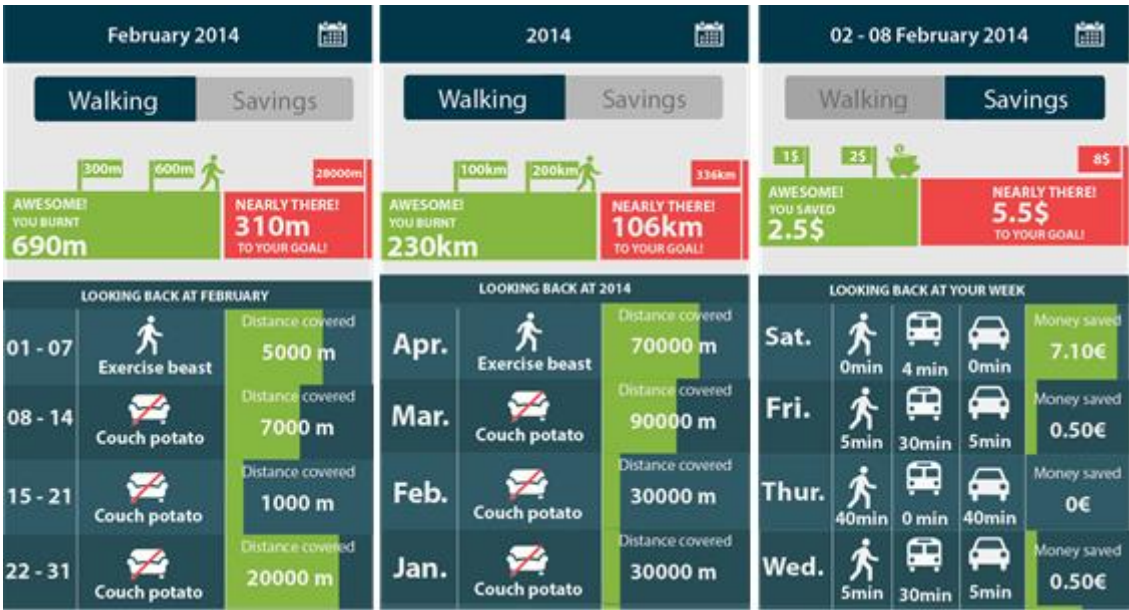 February 2014
Walking Savings
300m 600m 28000m
AWESOME!
YOU BURNT
690m
NEARLY THERE!
310m
TO YOUR GOAL!
LOOKING BACK AT FEBRUARY
01 - 07 Exercise beast Distance covered 5000 m
08 - 14 Couch potato Distance covered 7000 m
15 - 21 Couch potato Distance covered 1000 m
22 - 31 Couch potato Distance covered 20000 m
2014
Walking Savings
100km 200km 336km
AWESOME!
YOU BURNT
230km
NEARLY THERE!
106km
TO YOUR GOAL!
LOOKING BACK AT 2014
Apr. Exercise beast Distance covered 70000 m
Mar. Couch potato Distance covered 90000 m
Feb. Couch potato Distance covered 30000 m
Jan. Couch potato Distance covered 30000 m
02 - 08 February 2014
Walking Savings
1$ 2$ 8$
AWESOME!
YOU SAVED
2.5$
NEARLY THERE!
5.5$
TO YOUR GOAL!
LOOKING BACK AT YOUR WEEK
Sat. 0min 4 min 0min Money saved 7.10€
Fri. 5min 30min 5min Money saved 0.50€
Thur. 40min 0 min 40min Money saved 0€
Wed. 5min 30min 5min Money saved 0.50€